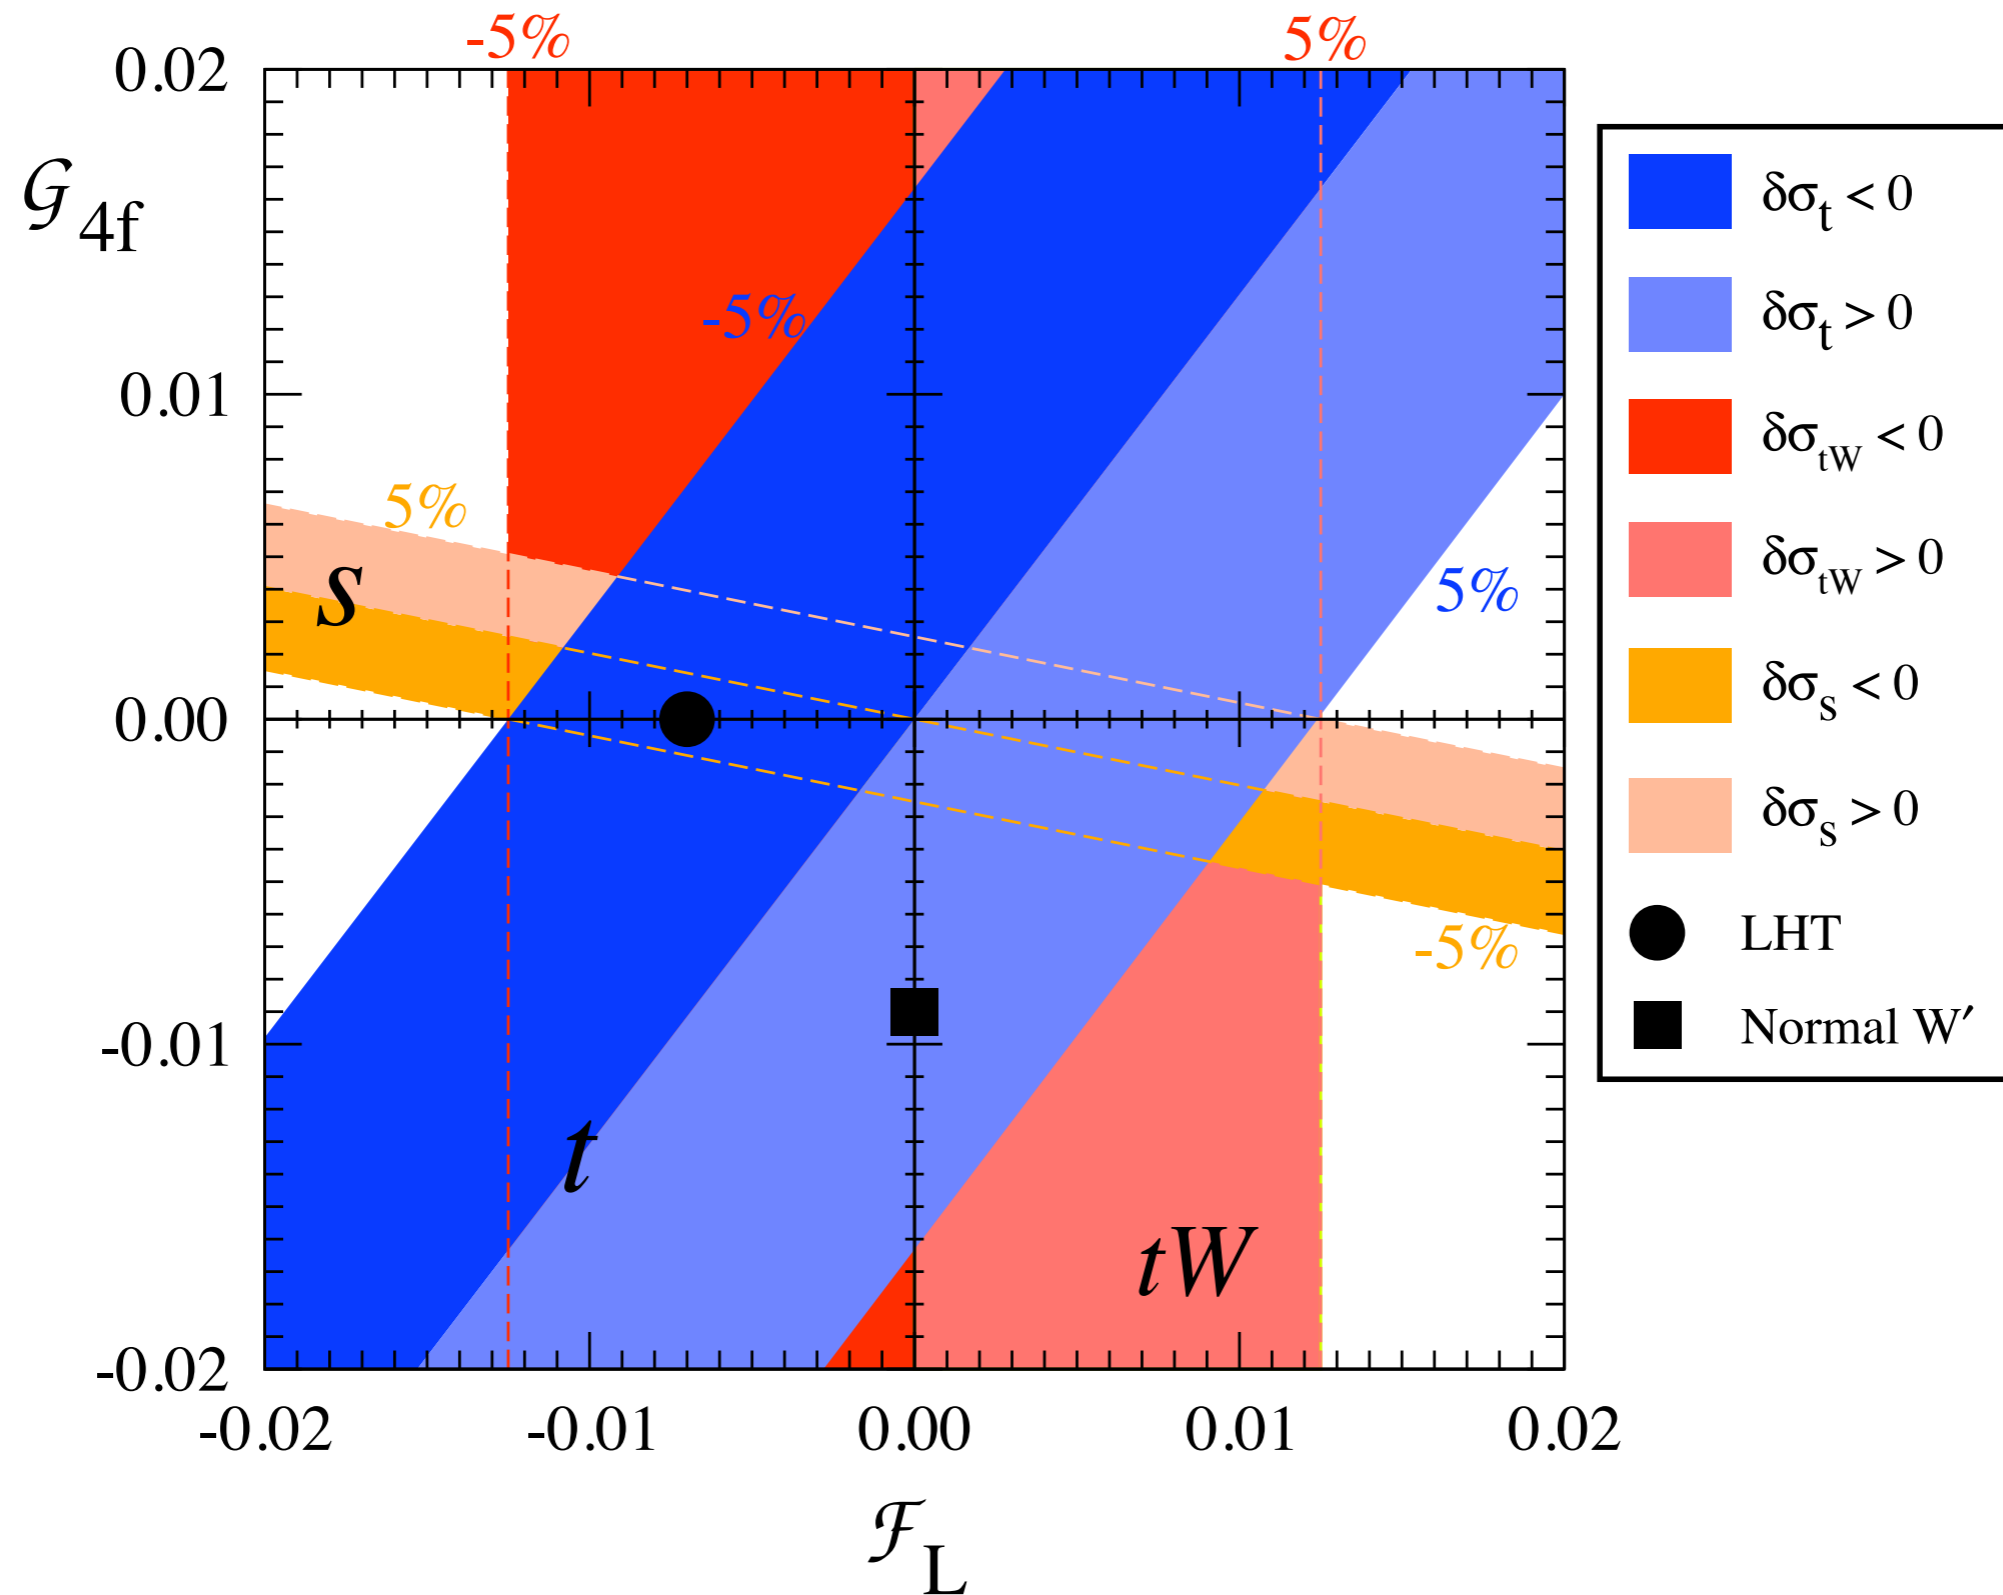 -5% 5%
0.02
𝒢4f
-5%
0.01
5%
s
5%
0.00
-5%
-0.01
t
tW
-0.02
-0.02 -0.01 0.00 0.01 0.02
ℱL
δσt < 0
δσt > 0
δσtW < 0
δσtW > 0
δσs < 0
δσs > 0
LHT
Normal W′